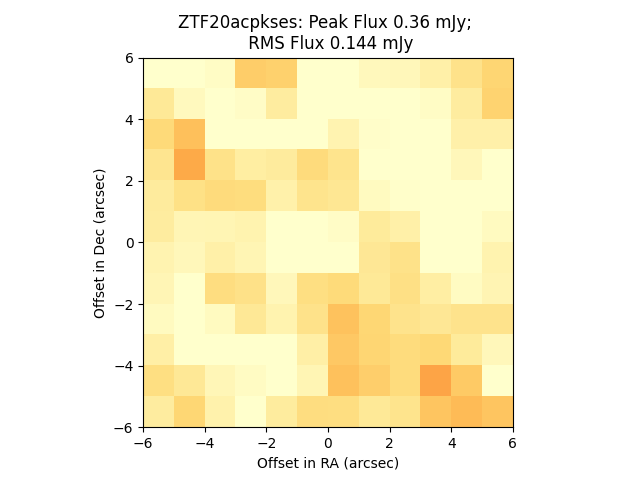 ZTF20acpkses: Peak Flux 0.36 mJy;
RMS Flux 0.144 mJy
6
4
2
0
−2
−4
−6
Offset in Dec (arcsec)
−6 −4 −2 0 2 4 6
Offset in RA (arcsec)